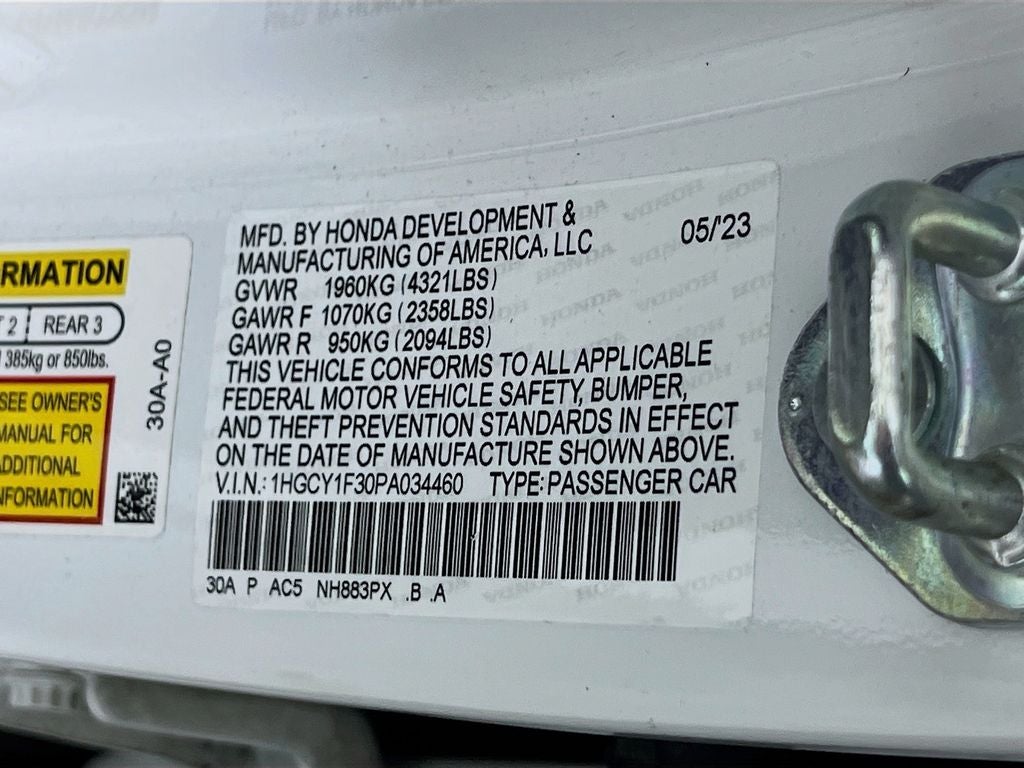 RMATION
2 REAR 3
385kg or 850lbs.
SEE OWNER'S
MANUAL FOR
ADDITIONAL
INFORMATION
30A-A0
MFD. BY HONDA DEVELOPMENT & 05/'23
MANUFACTURING OF AMERICA, LLC
GVWR 1960KG (4321LBS)
GAWR F 1070KG (2358LBS)
GAWR R 950KG (2094LBS)
THIS VEHICLE CONFORMS TO ALL APPLICABLE
FEDERAL MOTOR VEHICLE SAFETY, BUMPER,
AND THEFT PREVENTION STANDARDS IN EFFECT
ON THE DATE OF MANUFACTURE SHOWN ABOVE.
V.I.N.: 1HGCY1F30PA034460 TYPE: PASSENGER CAR
30A P AC5 NH883PX .B .A